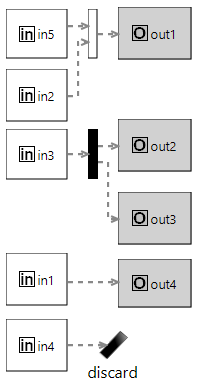 in in5
O out1
in in2
in in3
O out2
O out3
in in1
O out4
in in4
discard